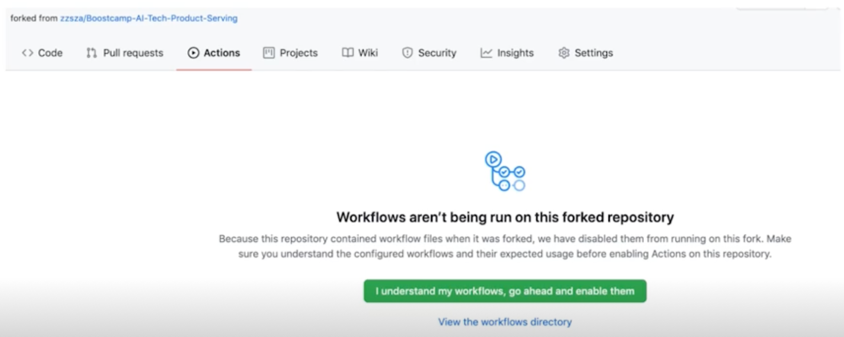 forked from zzsza/Boostcamp-AI-Tech-Product-Serving
Code Pull requests Actions Projects Wiki Security Insights Settings
Workflows aren't being run on this forked repository
Because this repository contained workflow files when it was forked, we have disabled them from running on this fork. Make
sure you understand the configured workflows and their expected usage before enabling Actions on this repository.
I understand my workflows, go ahead and enable them
View the workflows directory